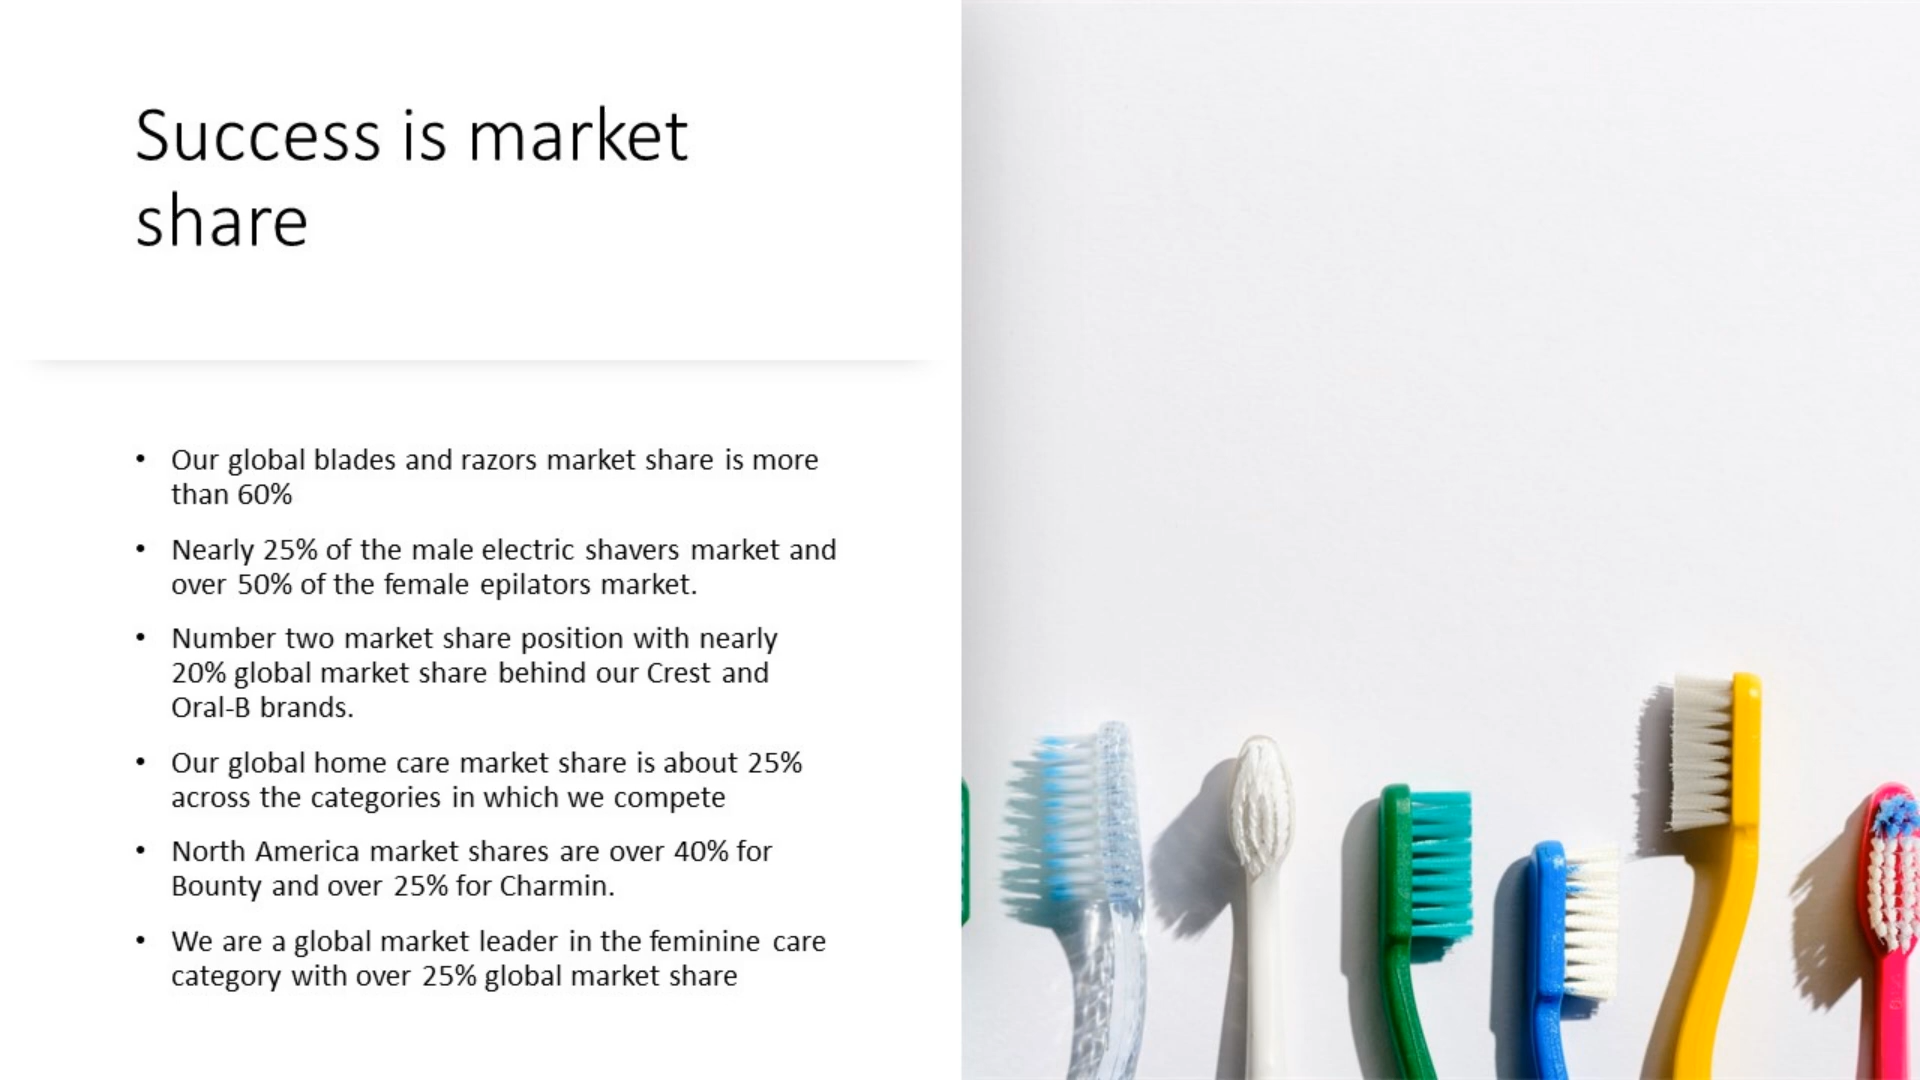 Success is market
share
• Our global blades and razors market share is more
than 60%
• Nearly 25% of the male electric shavers market and
over 50% of the female epilators market.
• Number two market share position with nearly
20% global market share behind our Crest and
Oral-B brands.
• Our global home care market share is about 25%
across the categories in which we compete
• North America market shares are over 40% for
Bounty and over 25% for Charmin.
• We are a global market leader in the feminine care
category with over 25% global market share